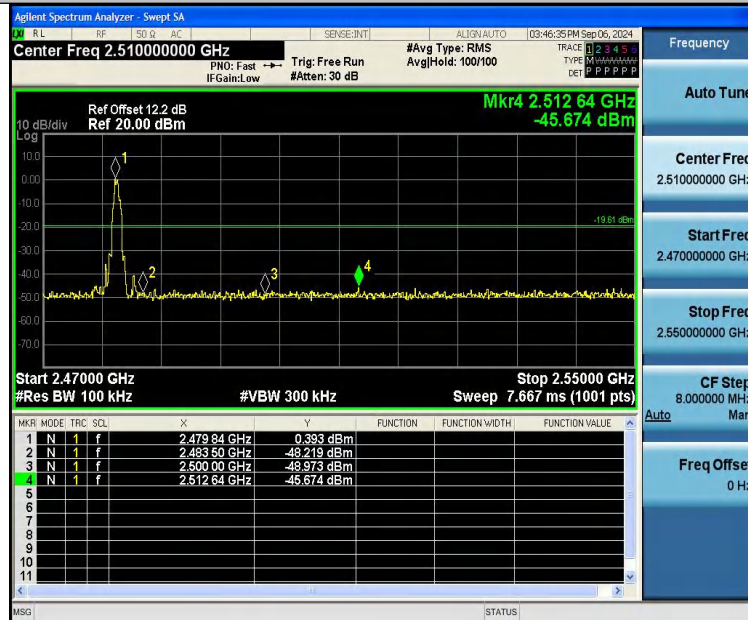 Agilent Spectrum Analyzer - Swept SA
LXI RL RF 50 Ω AC SENSE:INT ALIGN AUTO 03:46:35 PM Sep 06, 2024
Center Freq 2.510000000 GHz
PNO: Fast Trig: Free Run #Avg Type: RMS TRACE 1 2 3 4 5 6
IFGain:Low #Atten: 30 dB Avg|Hold: 100/100 TYPE M
DET P P P P P P
Ref Offset 12.2 dB
10 dB/div Ref 20.00 dBm
Log
Mkr4 2.512 64 GHz
-45.674 dBm
10.0
0.00
-10.0
-20.0
-30.0
-40.0
-50.0
-60.0
-70.0
1
2
3
4
-19.61 dBm
Start 2.47000 GHz Stop 2.55000 GHz
#Res BW 100 kHz #VBW 300 kHz Sweep 7.667 ms (1001 pts)
MKR MODE TRC SCL X Y FUNCTION FUNCTION WIDTH FUNCTION VALUE
1 N 1 f 2.479 84 GHz 0.393 dBm
2 N 1 f 2.483 50 GHz -48.219 dBm
3 N 1 f 2.500 00 GHz -48.973 dBm
4 N 1 f 2.512 64 GHz -45.674 dBm
5
6
7
8
9
10
11
MSG STATUS
Frequency
Auto Tune
Center Freq
2.510000000 GHz
Start Freq
2.470000000 GHz
Stop Freq
2.550000000 GHz
CF Step
8.000000 MHz
Auto Man
Freq Offset
0 Hz